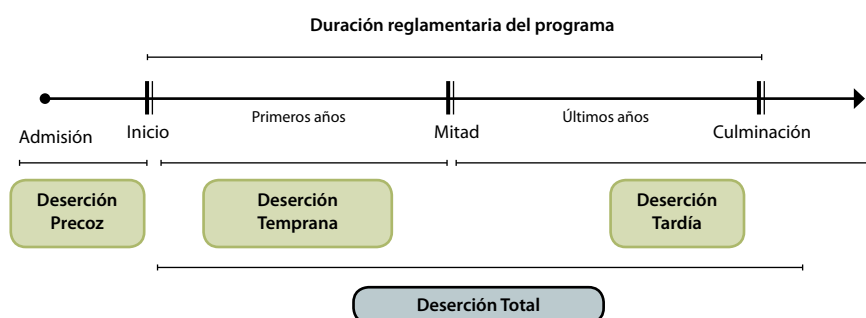 Duración reglamentaria del programa
Primeros años
Últimos años
Admisión
Inicio
Mitad
Culminación
Deserción
Precoz
Deserción
Temprana
Deserción
Tardía
Deserción Total